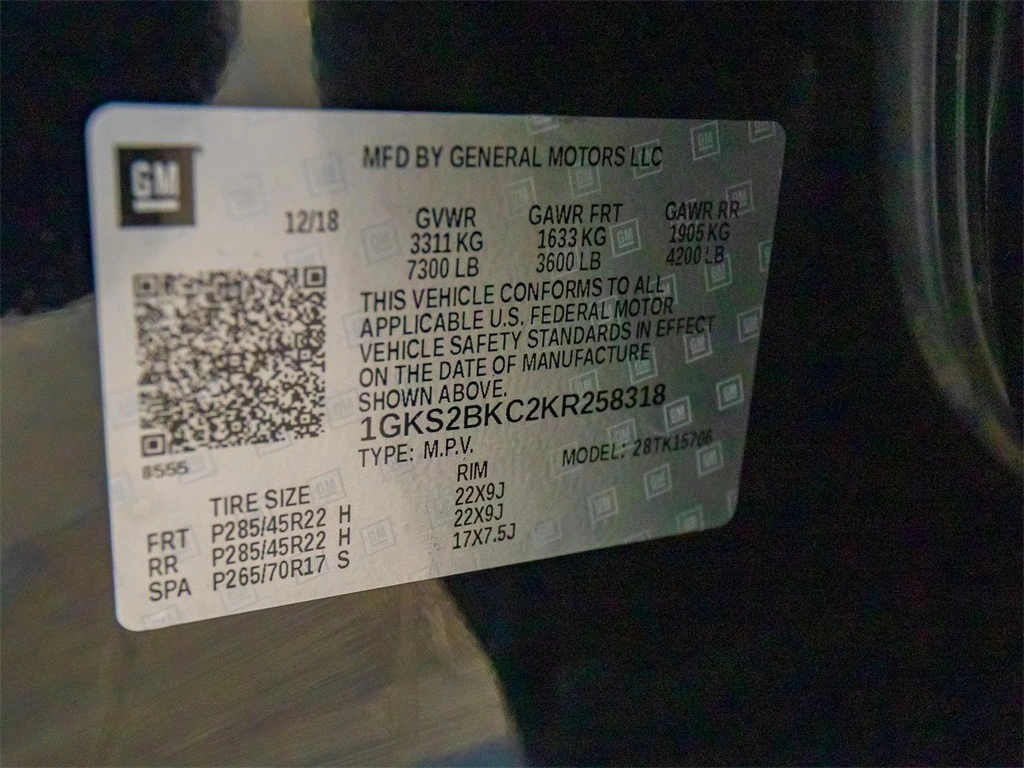 GM
MFD BY GENERAL MOTORS LLC
12/18 GVWR GAWR FRT GAWR RR
3311 KG 1633 KG 1905 KG
7300 LB 3600 LB 4200 LB
THIS VEHICLE CONFORMS TO ALL
APPLICABLE U.S. FEDERAL MOTOR
VEHICLE SAFETY STANDARDS IN EFFECT
ON THE DATE OF MANUFACTURE
SHOWN ABOVE.
1GKS2BKC2KR258318
8555
TYPE: M.P.V. MODEL: 28TK15706
TIRE SIZE RIM
FRT P285/45R22 H 22X9J
RR P285/45R22 H 22X9J
SPA P265/70R17 S 17X7.5J